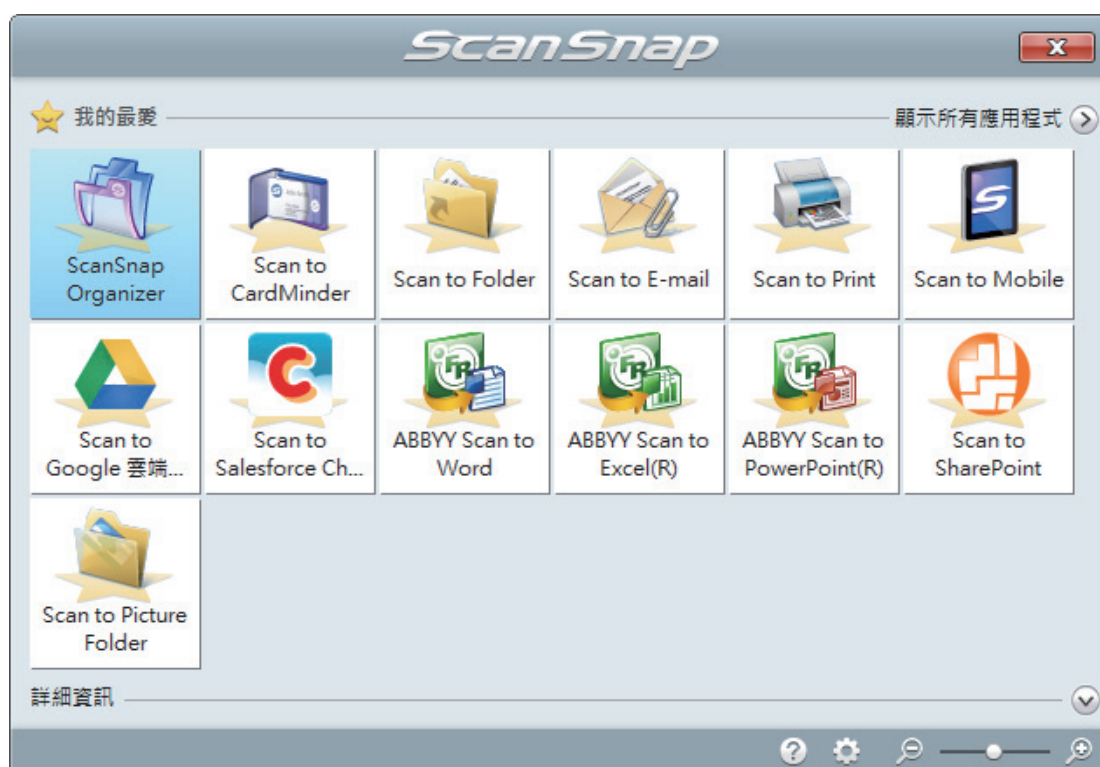 ScanSnap
我的最愛
顯示所有應用程式
ScanSnap
Organizer
Scan to
CardMinder
Scan to Folder
Scan to E-mail
Scan to Print
Scan to Mobile
Scan to
Google 雲端...
Scan to
Salesforce Ch...
ABBYY Scan to
Word
ABBYY Scan to
Excel(R)
ABBYY Scan to
PowerPoint(R)
Scan to
SharePoint
Scan to Picture
Folder
詳細資訊